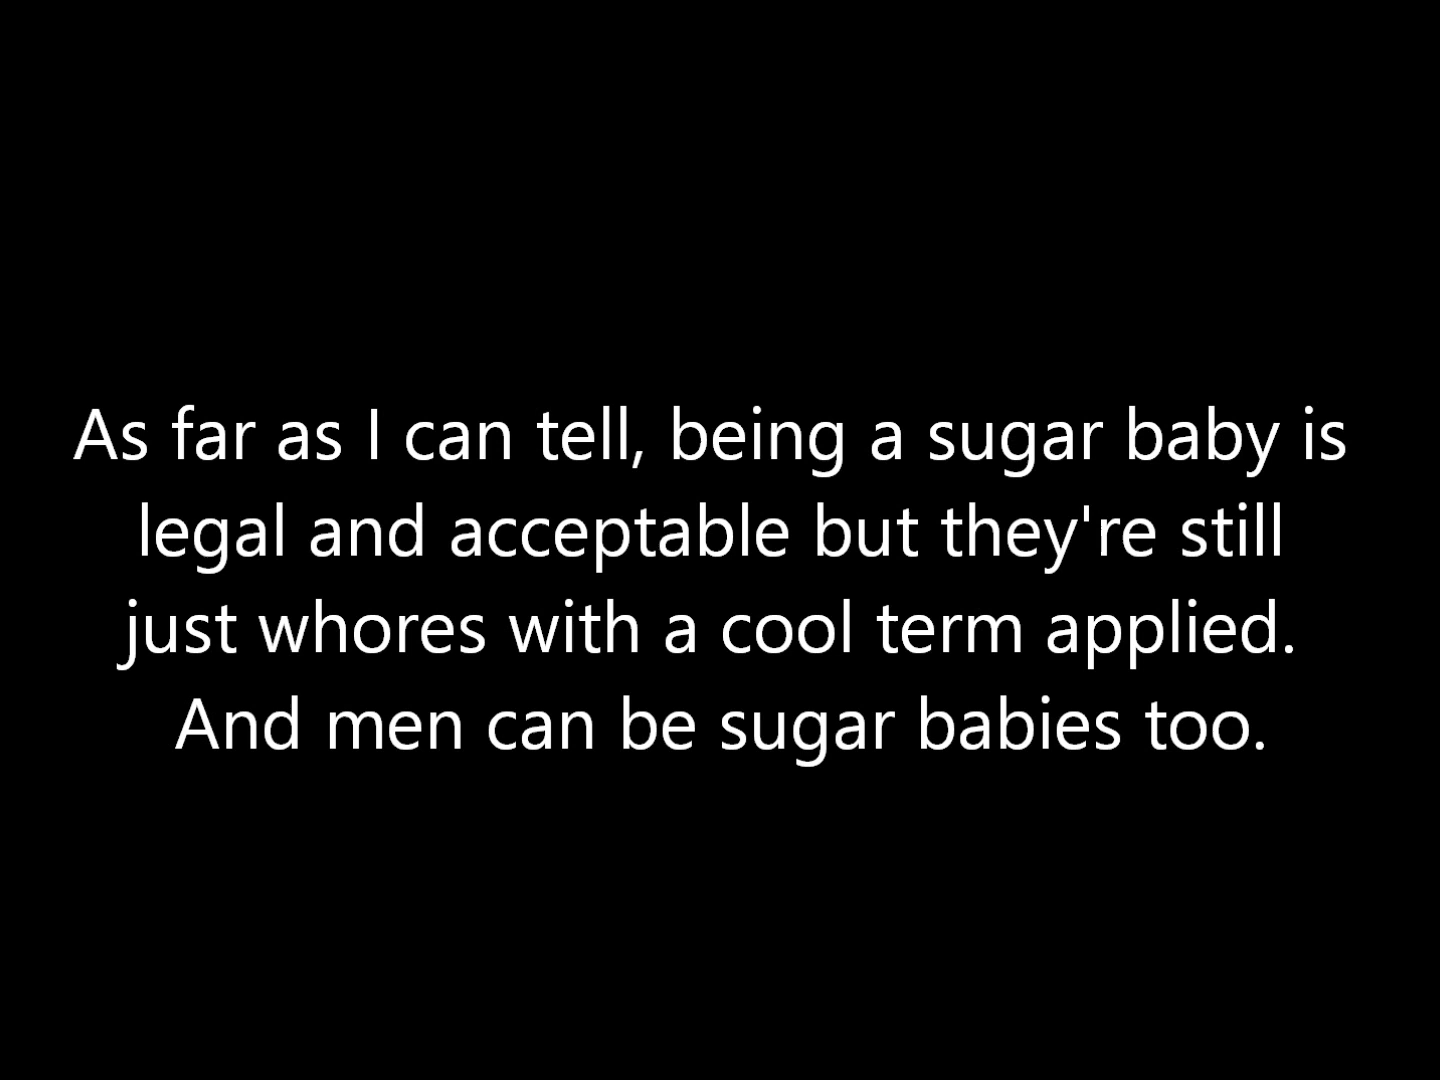 As far as I can tell, being a sugar baby is
legal and acceptable but they're still
just whores with a cool term applied.
And men can be sugar babies too.